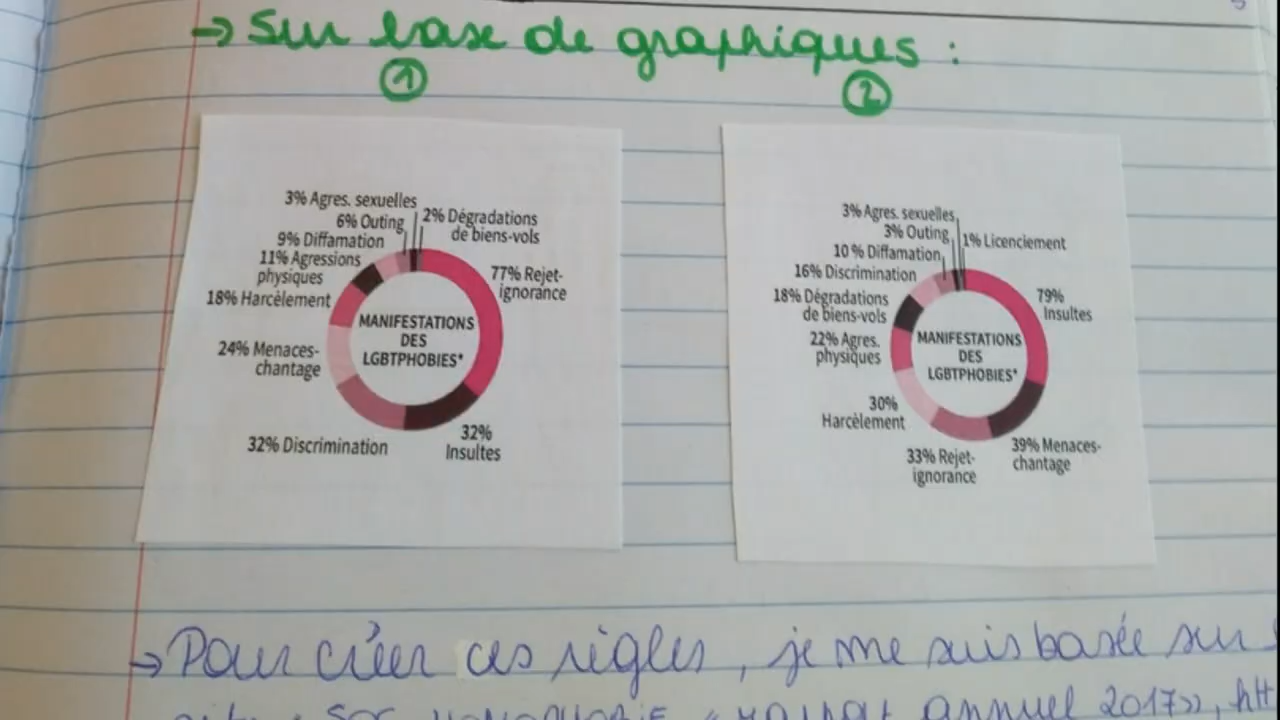 → Sur base de graphiques :
① ②
3% Agres. sexuelles
6% Outing
2% Dégradations
de biens-vols
9% Diffamation
11% Agressions
physiques
77% Rejet-
ignorance
18% Harcèlement
MANIFESTATIONS
DES
LGBTPHOBIES*
24% Menaces-
chantage
32% Discrimination
32%
Insultes
3% Agres. sexuelles
3% Outing
1% Licenciement
10% Diffamation
16% Discrimination
18% Dégradations
de biens-vols
79%
Insultes
22% Agres.
physiques
MANIFESTATIONS
DES
LGBTPHOBIES*
30%
Harcèlement
39% Menaces-
chantage
33% Rejet-
ignorance
→ Pour créer ces règles, je me suis basée sur
SOS HOMOPHOBIE annuel 2017»,